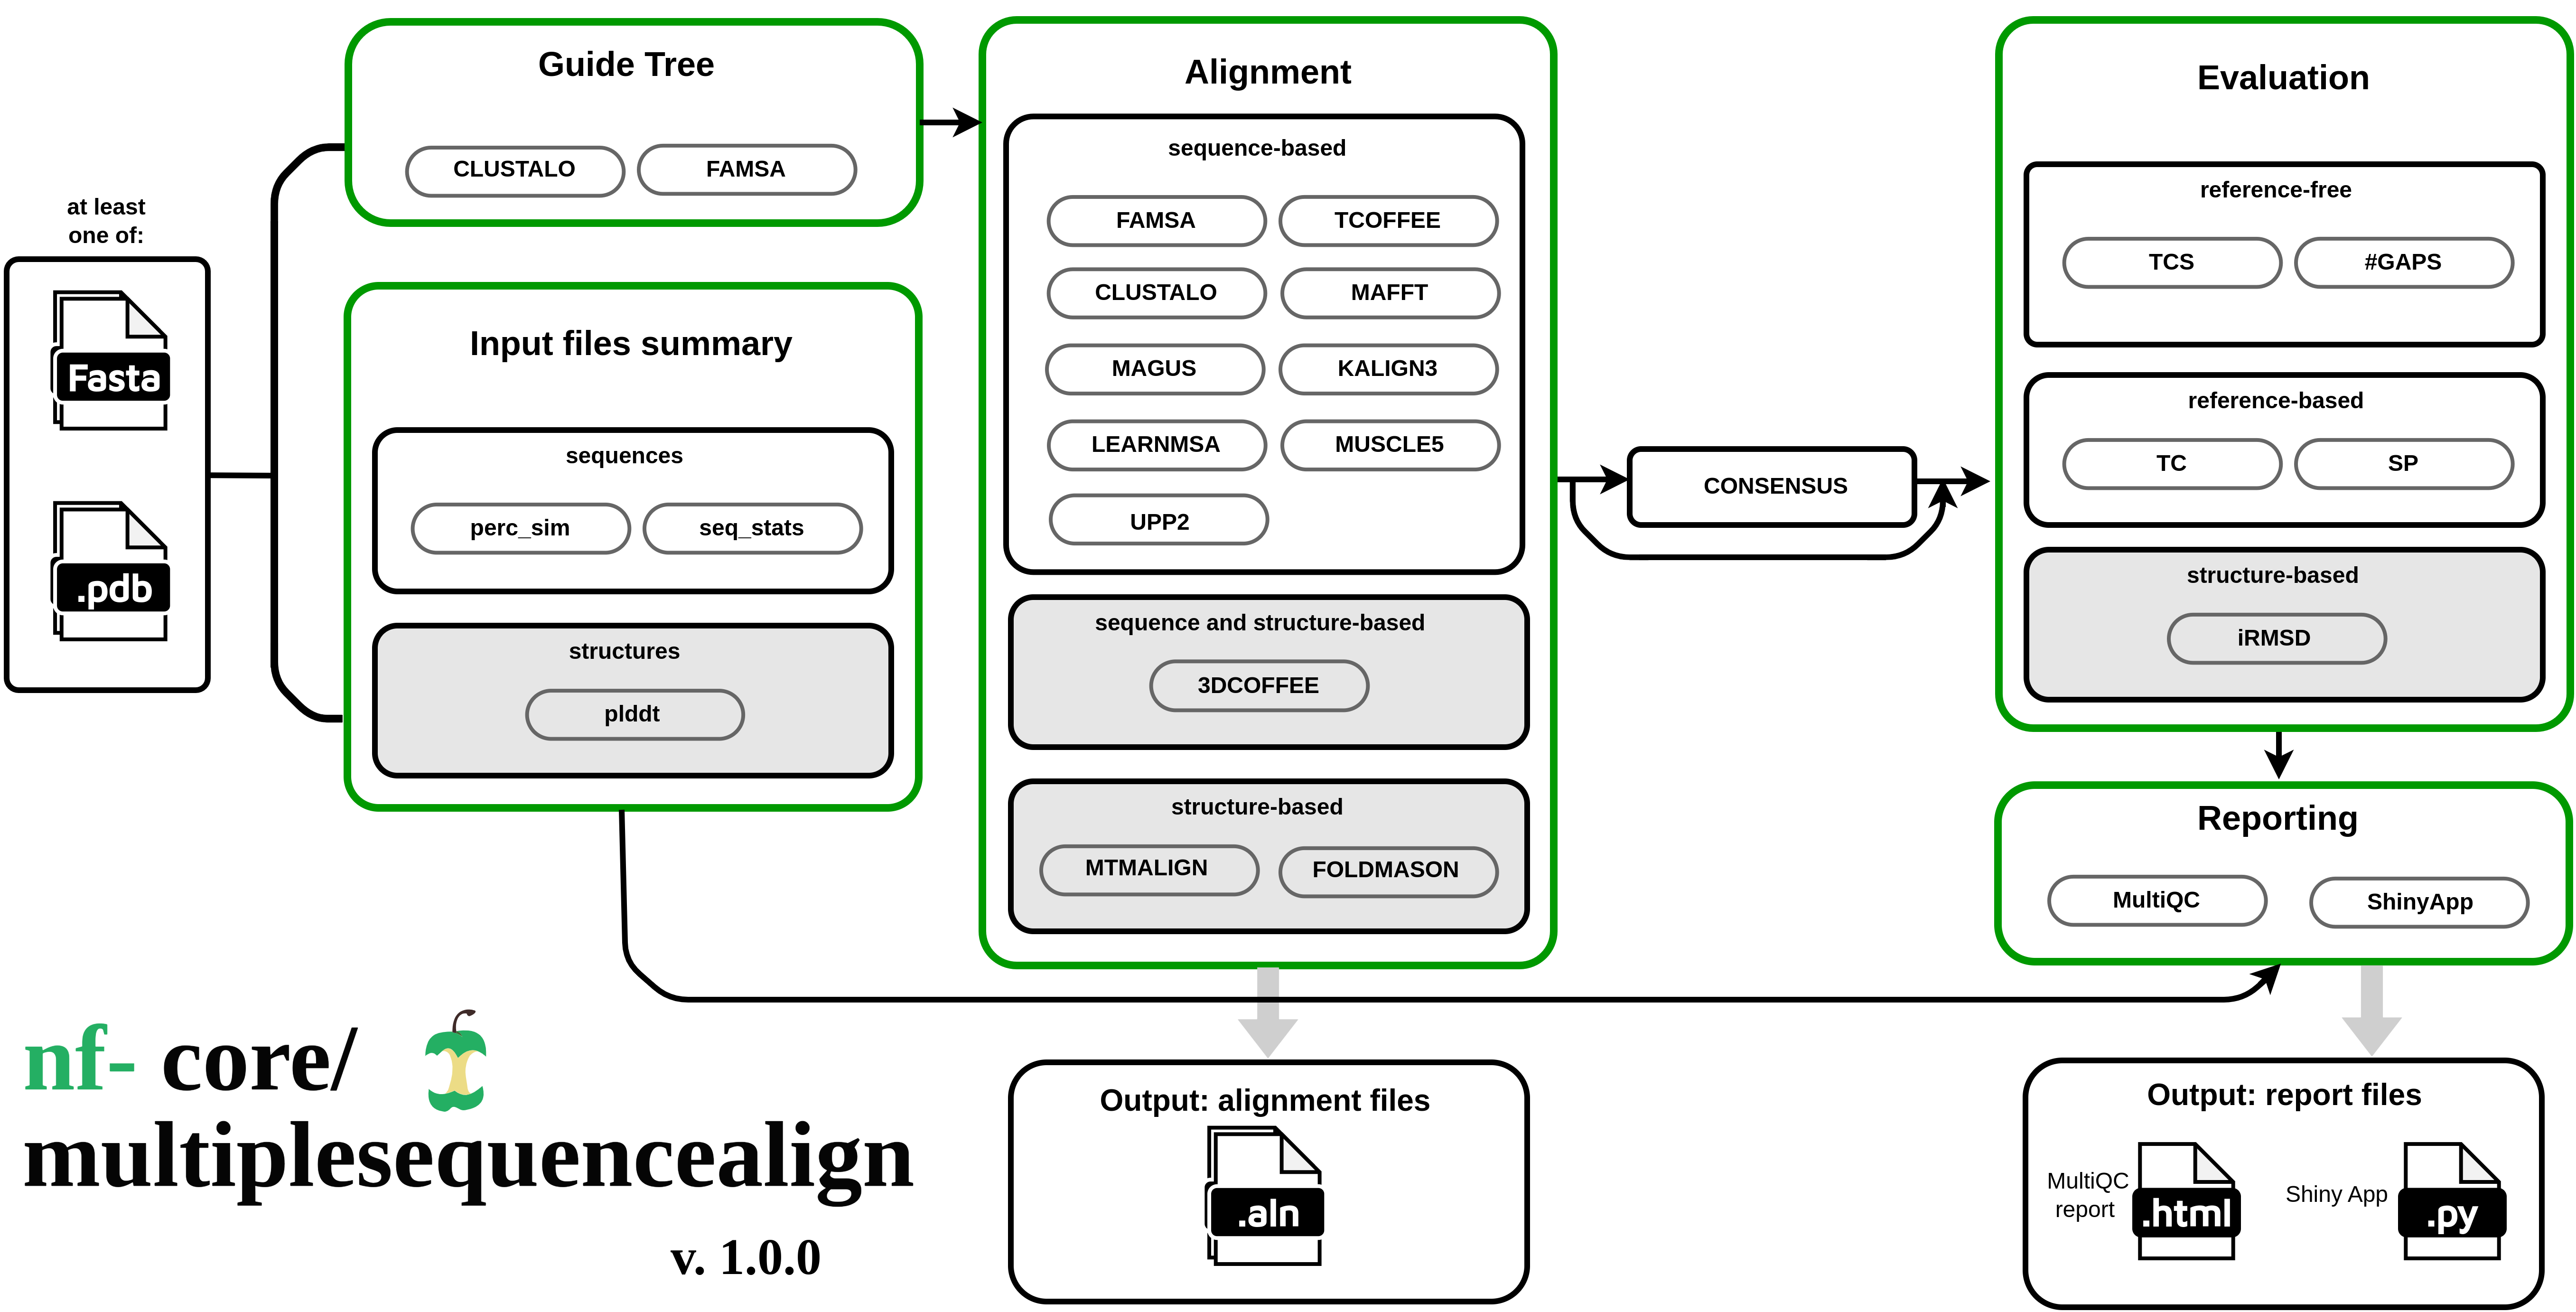 at least
one of:
Fasta
.pdb
Guide Tree
CLUSTALO
FAMSA
Input files summary
sequences
perc_sim
seq_stats
structures
plddt
Alignment
sequence-based
FAMSA
TCOFFEE
CLUSTALO
MAFFT
MAGUS
KALIGN3
LEARNMSA
MUSCLE5
UPP2
sequence and structure-based
3DCOFFEE
structure-based
MTMALIGN
FOLDMASON
CONSENSUS
Evaluation
reference-free
TCS
#GAPS
reference-based
TC
SP
structure-based
iRMSD
Reporting
MultiQC
ShinyApp
nf- core/
multiplesequencealign
v. 1.0.0
Output: alignment files
.aln
Output: report files
MultiQC
report
.html
Shiny App
.py